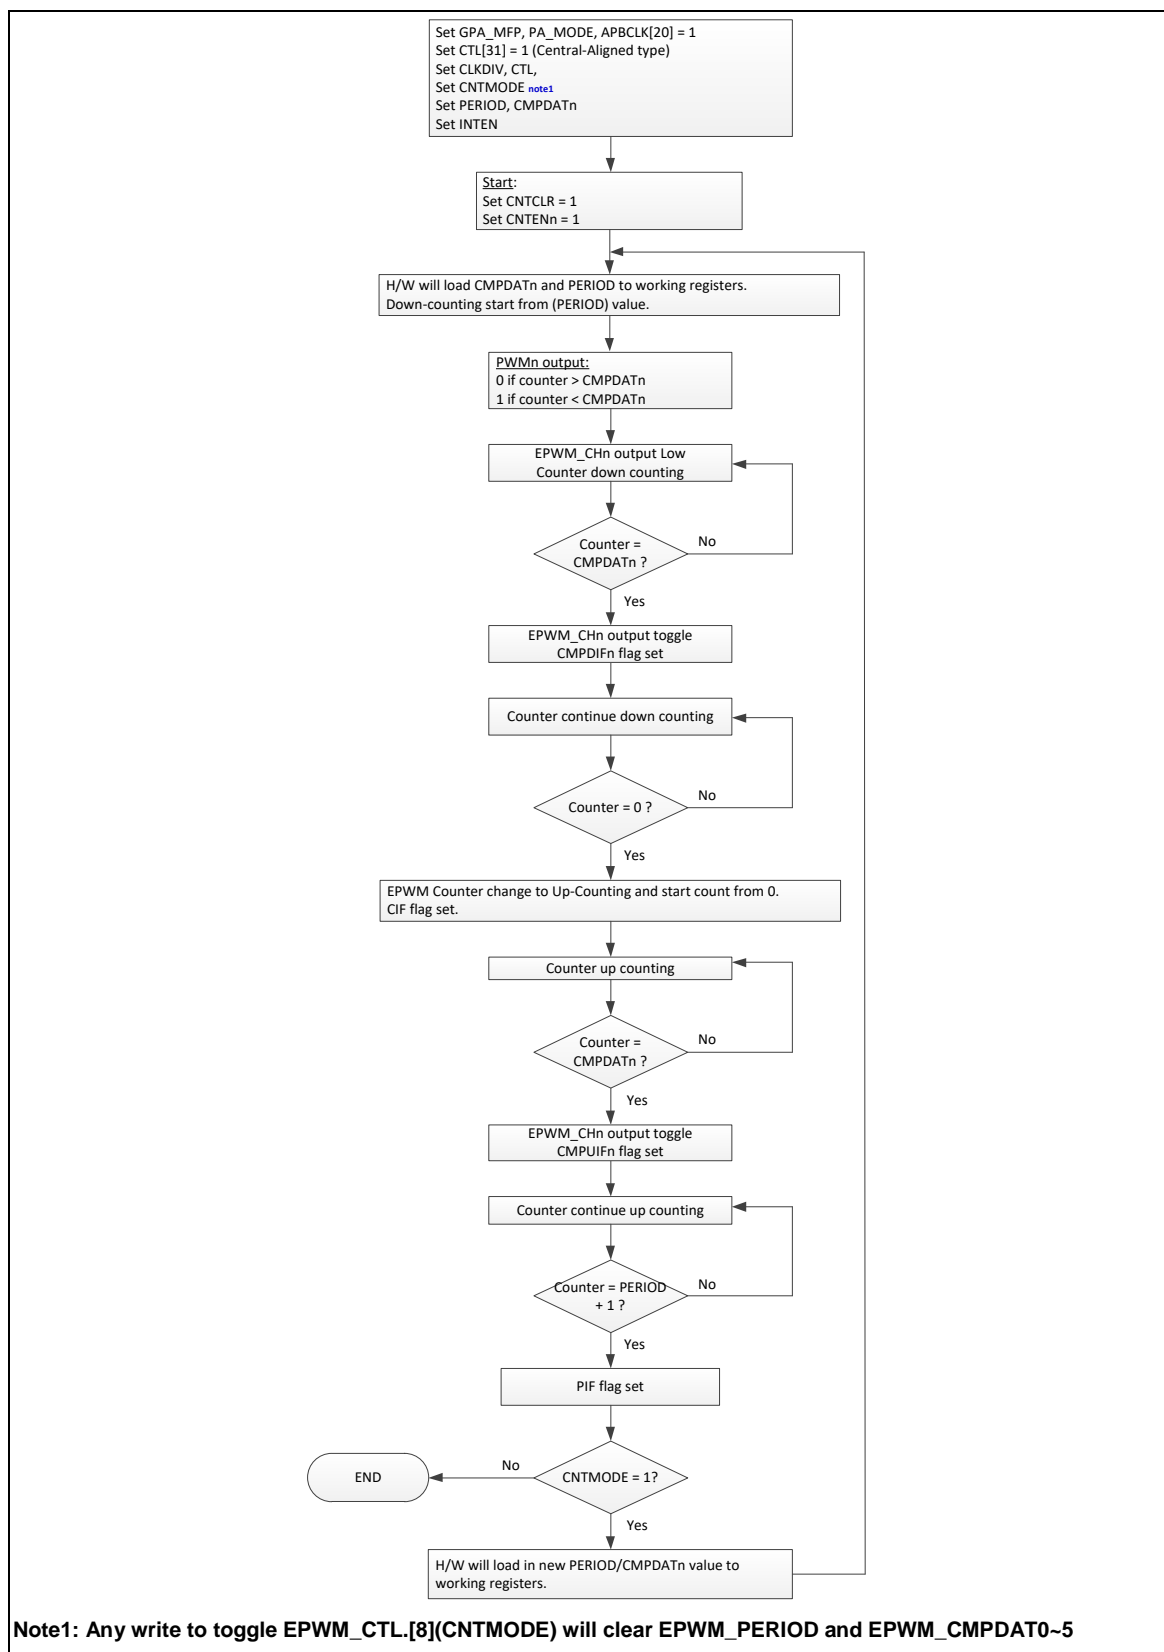 Set GPA_MFP, PA_MODE, APBCLK[20] = 1
Set CTL[31] = 1 (Central-Aligned type)
Set CLKDIV, CTL,
Set CNTMODE note1
Set PERIOD, CMPDATn
Set INTEN
Start:
Set CNTCLR = 1
Set CNTENn = 1
H/W will load CMPDATn and PERIOD to working registers.
Down-counting start from (PERIOD) value.
PWMn output:
0 if counter > CMPDATn
1 if counter < CMPDATn
EPWM_CHn output Low
Counter down counting
Counter =
CMPDATn ?
No
Yes
EPWM_CHn output toggle
CMPDIFn flag set
Counter continue down counting
Counter = 0 ?
No
Yes
EPWM Counter change to Up-Counting and start count from 0.
CIF flag set.
Counter up counting
Counter =
CMPDATn ?
No
Yes
EPWM_CHn output toggle
CMPUIFn flag set
Counter continue up counting
Counter = PERIOD
+ 1 ?
No
Yes
PIF flag set
CNTMODE = 1?
No
END
Yes
H/W will load in new PERIOD/CMPDATn value to
working registers.
Note1: Any write to toggle EPWM_CTL.[8](CNTMODE) will clear EPWM_PERIOD and EPWM_CMPDAT0~5